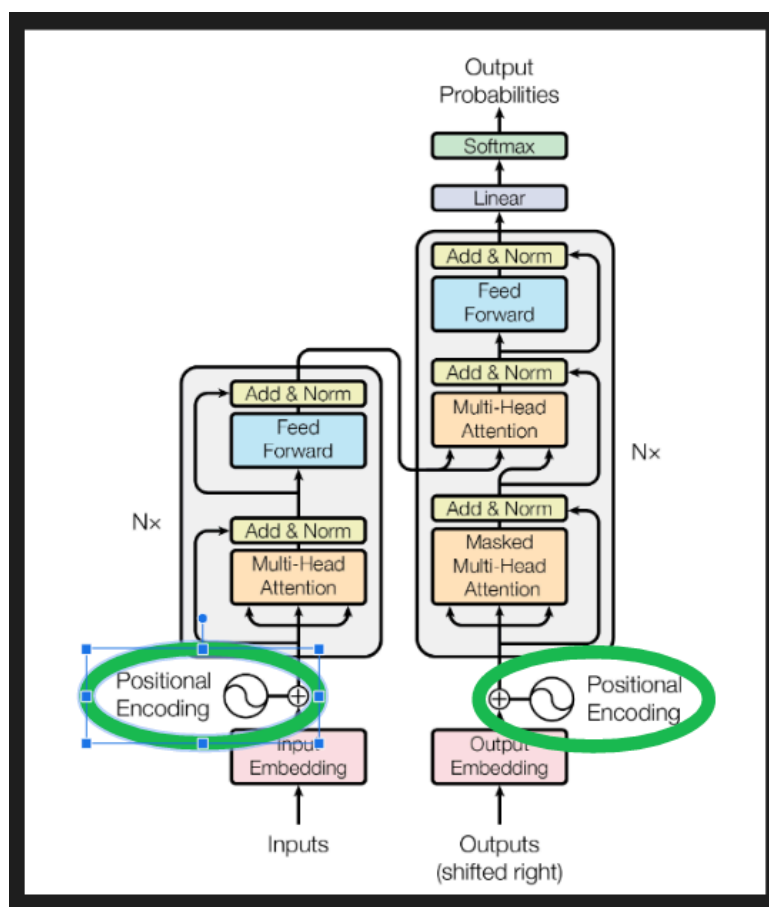 Output
Probabilities
Softmax
Linear
Add & Norm
Feed
Forward
Add & Norm
Multi-Head
Attention
Nx
Add & Norm
Masked
Multi-Head
Attention
Add & Norm
Feed
Forward
Nx
Add & Norm
Multi-Head
Attention
Positional
Encoding
Positional
Encoding
Input
Embedding
Output
Embedding
Inputs
Outputs
(shifted right)